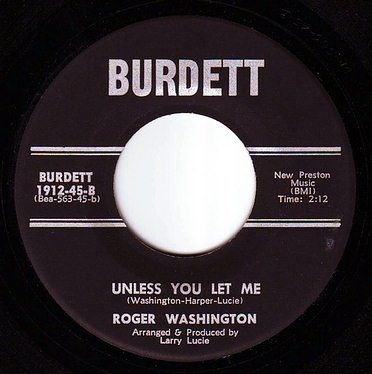 BURDETT
BURDETT
1912-45-B
(Bea-563-45-b)
New Preston
Music
(BMI)
Time: 2:12
UNLESS YOU LET ME
(Washington-Harper-Lucie)
ROGER WASHINGTON
Arranged & Produced by
Larry Lucie